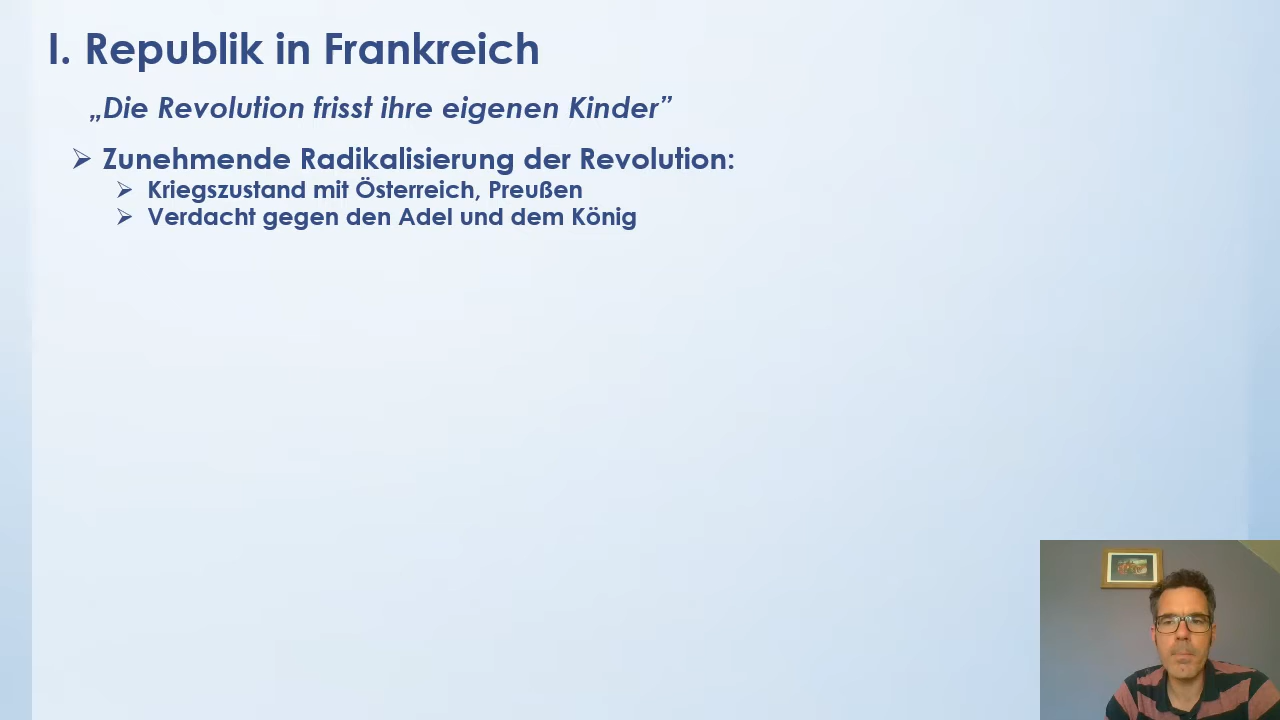 I. Republik in Frankreich
„Die Revolution frisst ihre eigenen Kinder”
➢ Zunehmende Radikalisierung der Revolution:
➢ Kriegszustand mit Österreich, Preußen
➢ Verdacht gegen den Adel und dem König